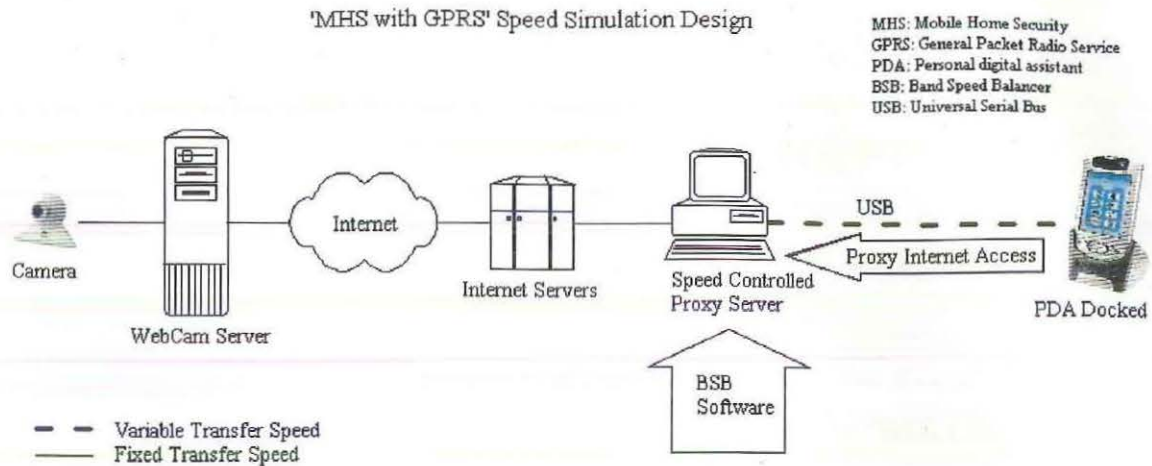 'MHS with GPRS' Speed Simulation Design
MHS: Mobile Home Security
GPRS: General Packet Radio Service
PDA: Personal digital assistant
BSB: Band Speed Balancer
USB: Universal Serial Bus
Camera
WebCam Server
Internet
Internet Servers
Speed Controlled
Proxy Server
USB
Proxy Internet Access
PDA Docked
BSB
Software
Variable Transfer Speed
Fixed Transfer Speed